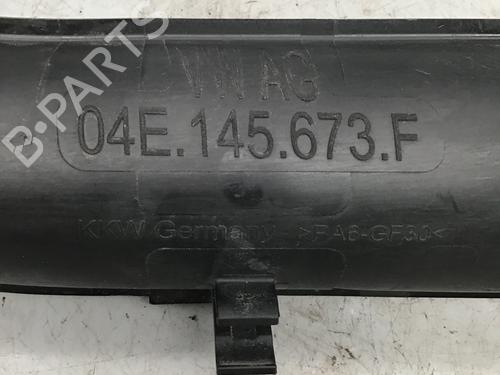 B-PARTS
VW AG
04E.145.673.F
KKW Germany >PA6-GF30<